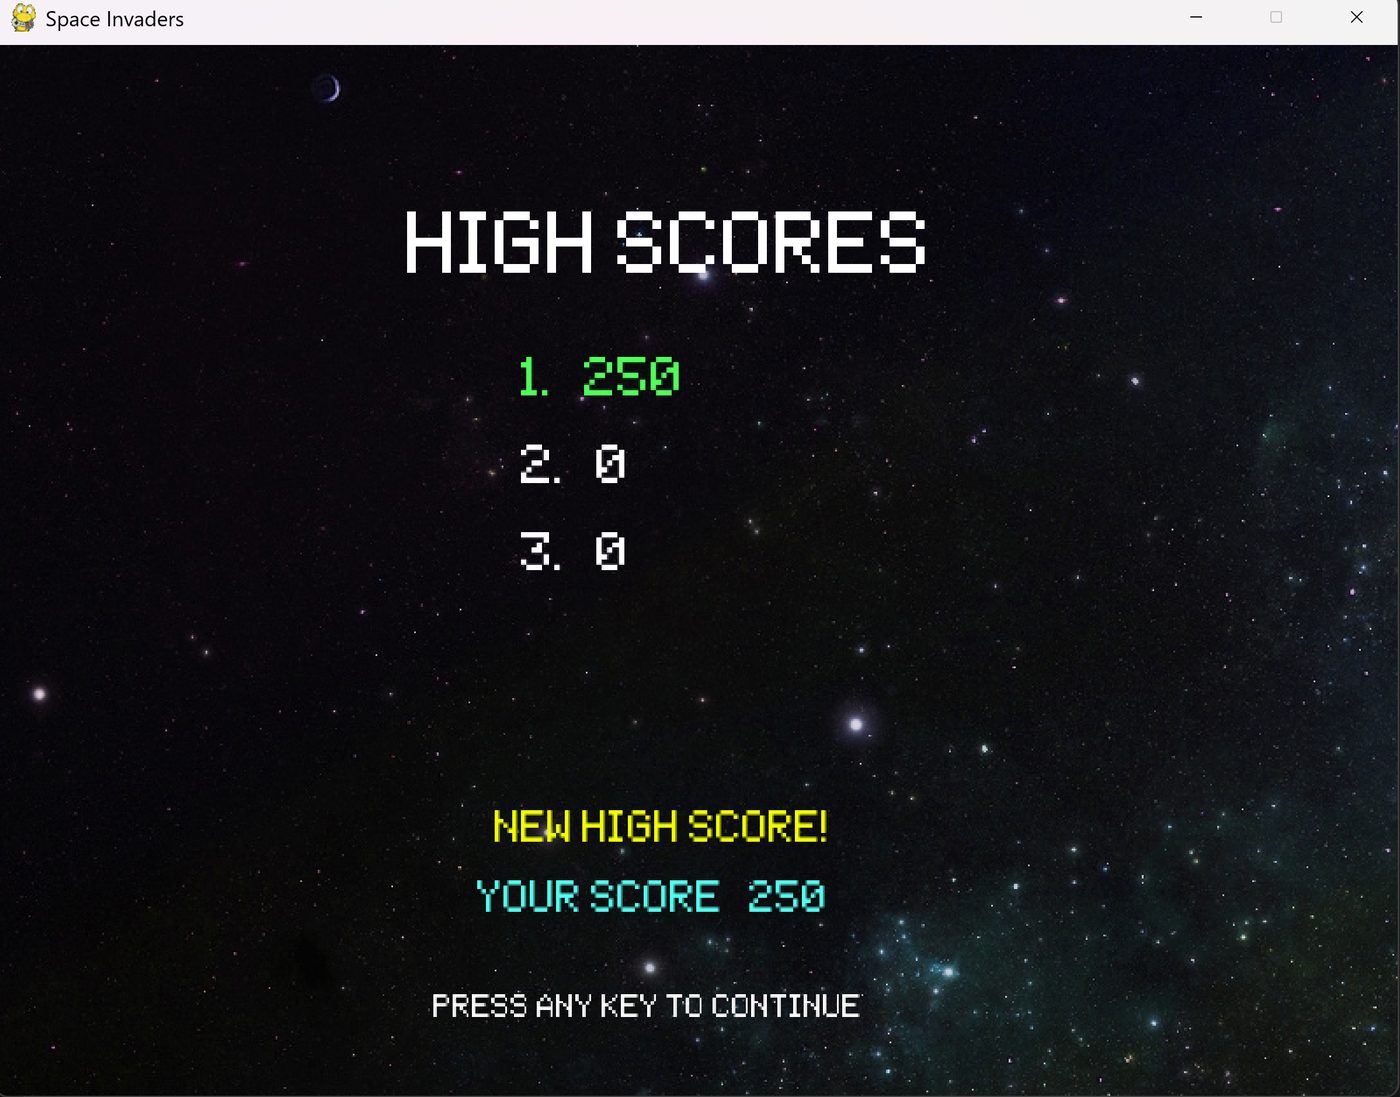 Space Invaders
HIGH SCORES
1. 250
2. 0
3. 0
NEW HIGH SCORE!
YOUR SCORE 250
PRESS ANY KEY TO CONTINUE